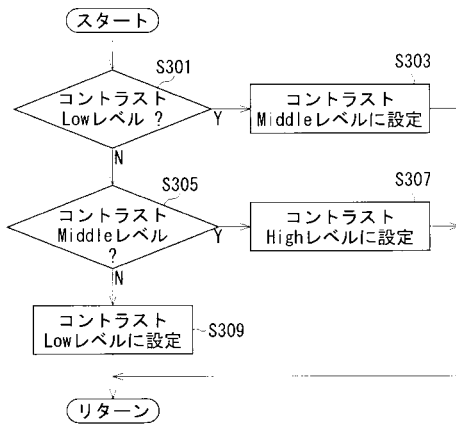 スタート
S301
コントラスト
Lowレベル ?
Y
N
S303
コントラスト
Middleレベルに設定
S305
コントラスト
Middleレベル
?
Y
N
S307
コントラスト
Highレベルに設定
コントラスト
Lowレベルに設定
S309
リターン